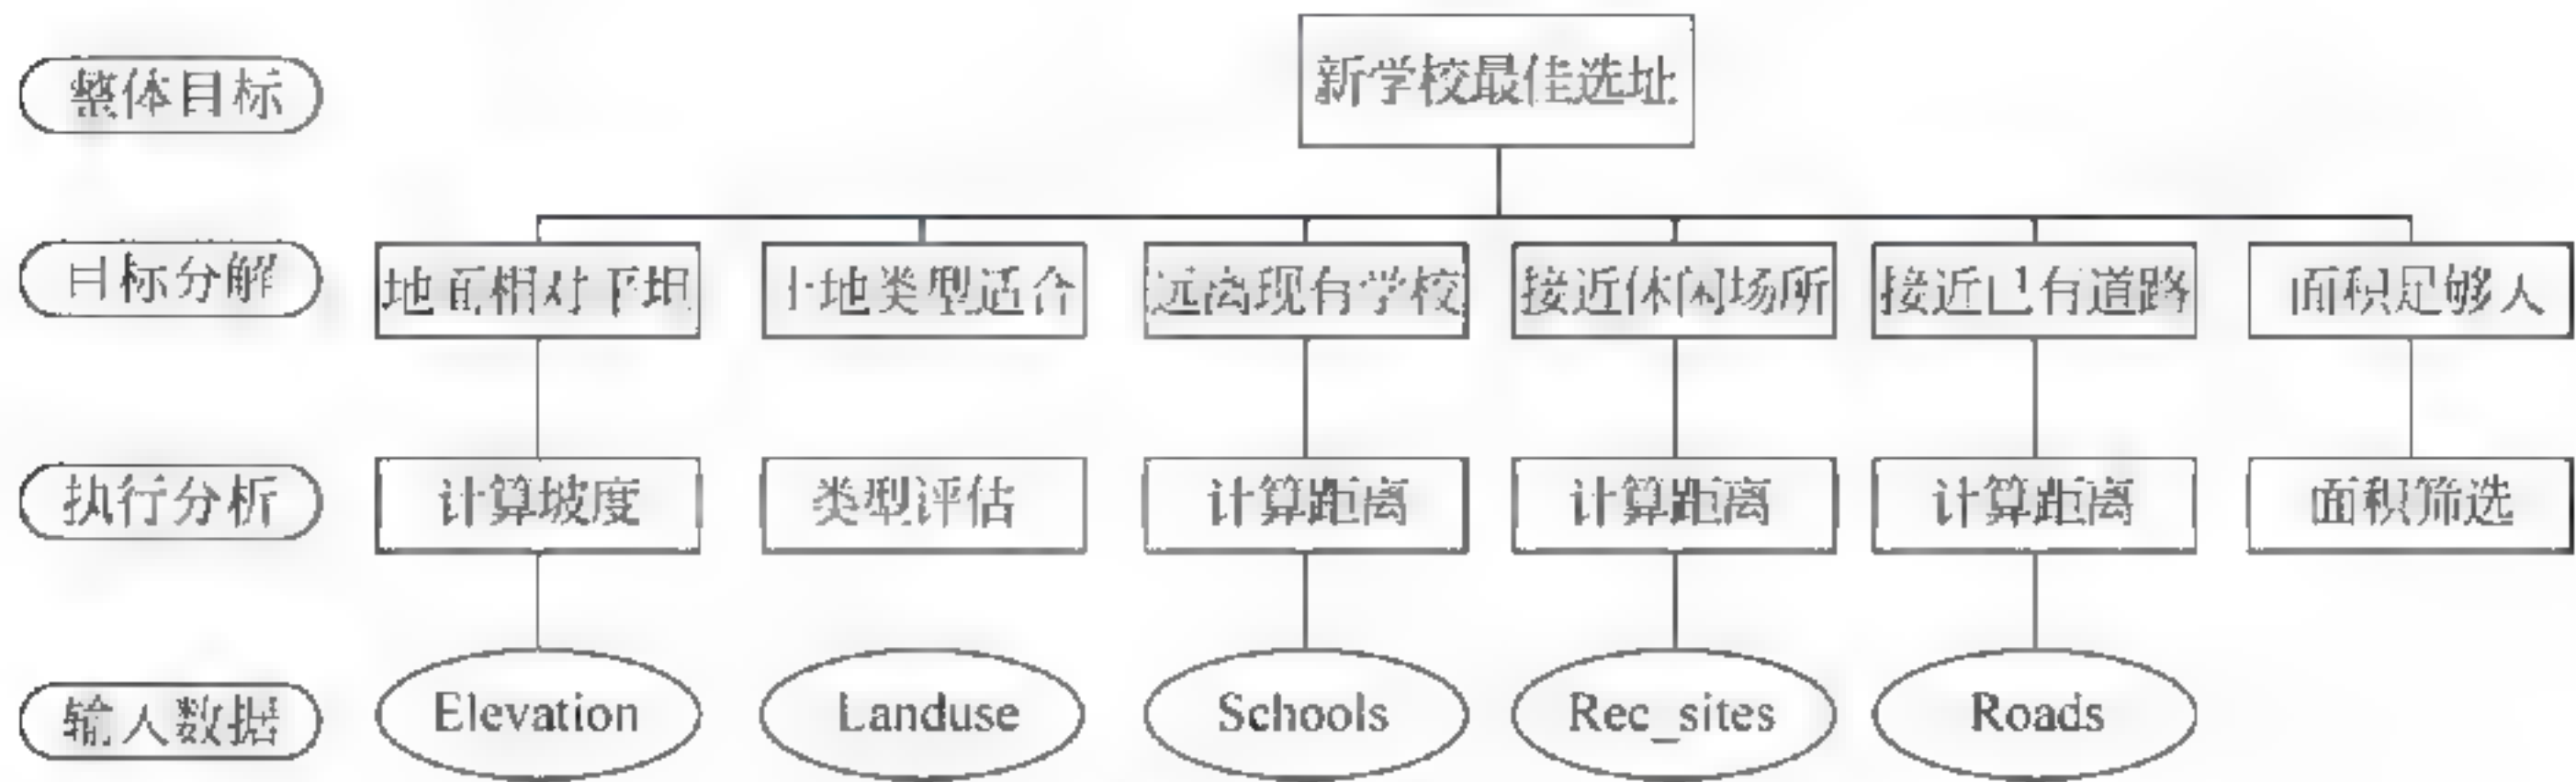 新学校最佳选址
整体目标
目标分解
地面相对平坦
土地类型适合
远离现有学校
接近休闲场所
接近已有道路
面积足够大
执行分析
计算坡度
类型评估
计算距离
计算距离
计算距离
面积筛选
输入数据
Elevation
Landuse
Schools
Rec_sites
Roads